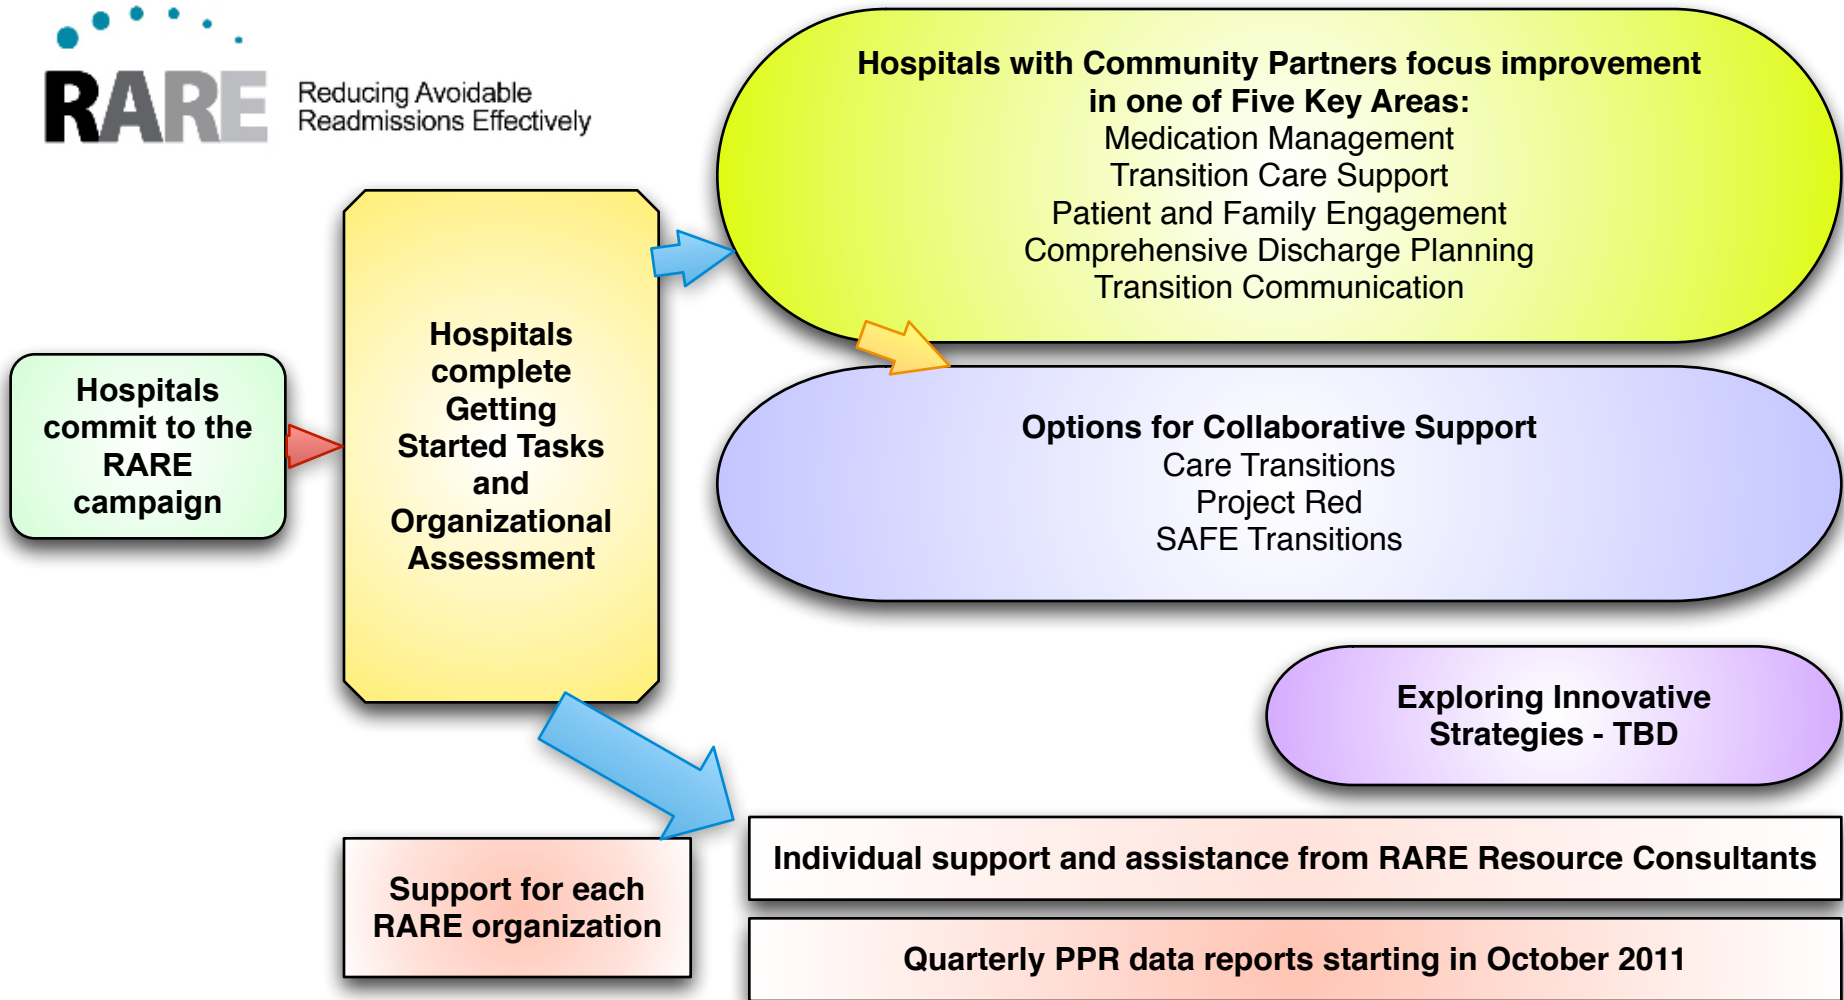 RARE
Reducing Avoidable
Readmissions Effectively
Hospitals
commit to the
RARE
campaign
Hospitals
complete
Getting
Started Tasks
and
Organizational
Assessment
Hospitals with Community Partners focus improvement
in one of Five Key Areas:
Medication Management
Transition Care Support
Patient and Family Engagement
Comprehensive Discharge Planning
Transition Communication
Options for Collaborative Support
Care Transitions
Project Red
SAFE Transitions
Exploring Innovative
Strategies - TBD
Support for each
RARE organization
Individual support and assistance from RARE Resource Consultants
Quarterly PPR data reports starting in October 2011